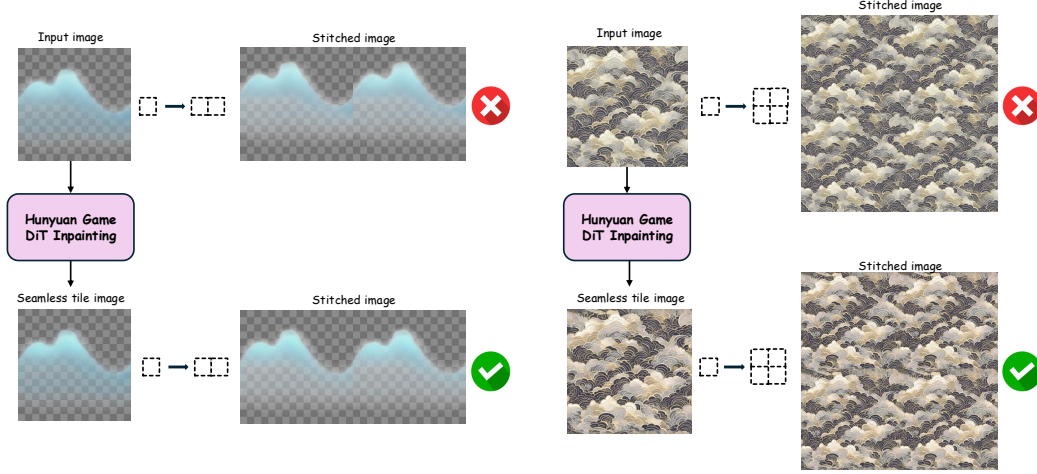 Input image
Stitched image
Hunyuan Game
DiT Inpainting
Seamless tile image
Stitched image
Input image
Stitched image
Hunyuan Game
DiT Inpainting
Seamless tile image
Stitched image